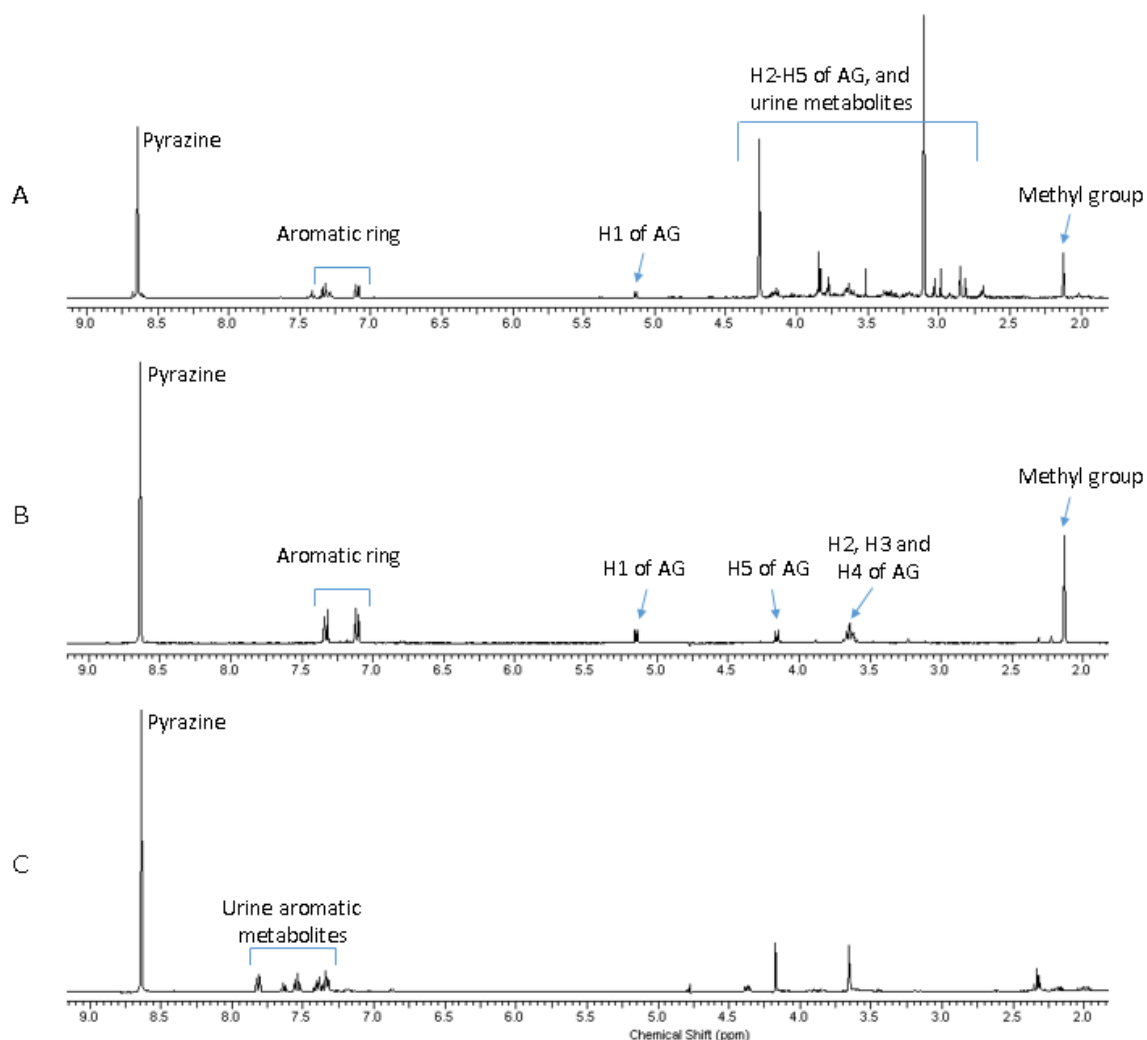 H2-H5 of AG, and
urine metabolites
Pyrazine
A
Methyl group
Aromatic ring
H1 of AG
9.0 8.5 8.0 7.5 7.0 6.5 6.0 5.5 5.0 4.5 4.0 3.5 3.0 2.5 2.0
Pyrazine
Methyl group
B
Aromatic ring
H1 of AG
H5 of AG
H2, H3 and
H4 of AG
9.0 8.5 8.0 7.5 7.0 6.5 6.0 5.5 5.0 4.5 4.0 3.5 3.0 2.5 2.0
Pyrazine
C
Urine aromatic
metabolites
9.0 8.5 8.0 7.5 7.0 6.5 6.0 5.5 5.0 4.5 4.0 3.5 3.0 2.5 2.0
Chemical Shift (ppm)